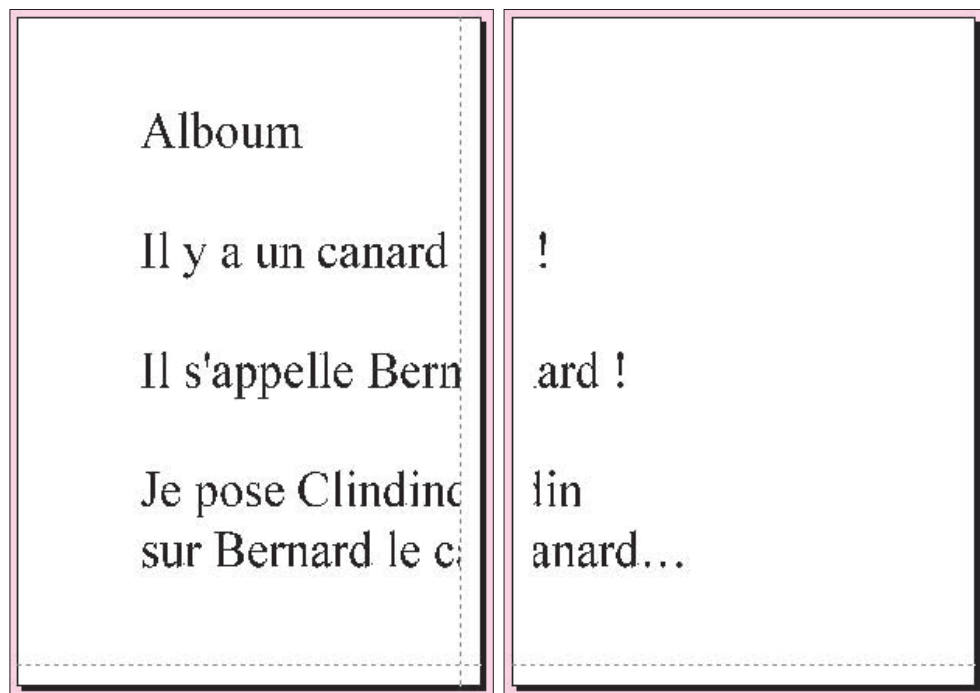 Alboum
Il y a un canard
Il s'appelle Bern
Je pose Clindin
sur Bernard le c
!
ard !
lin
anard…